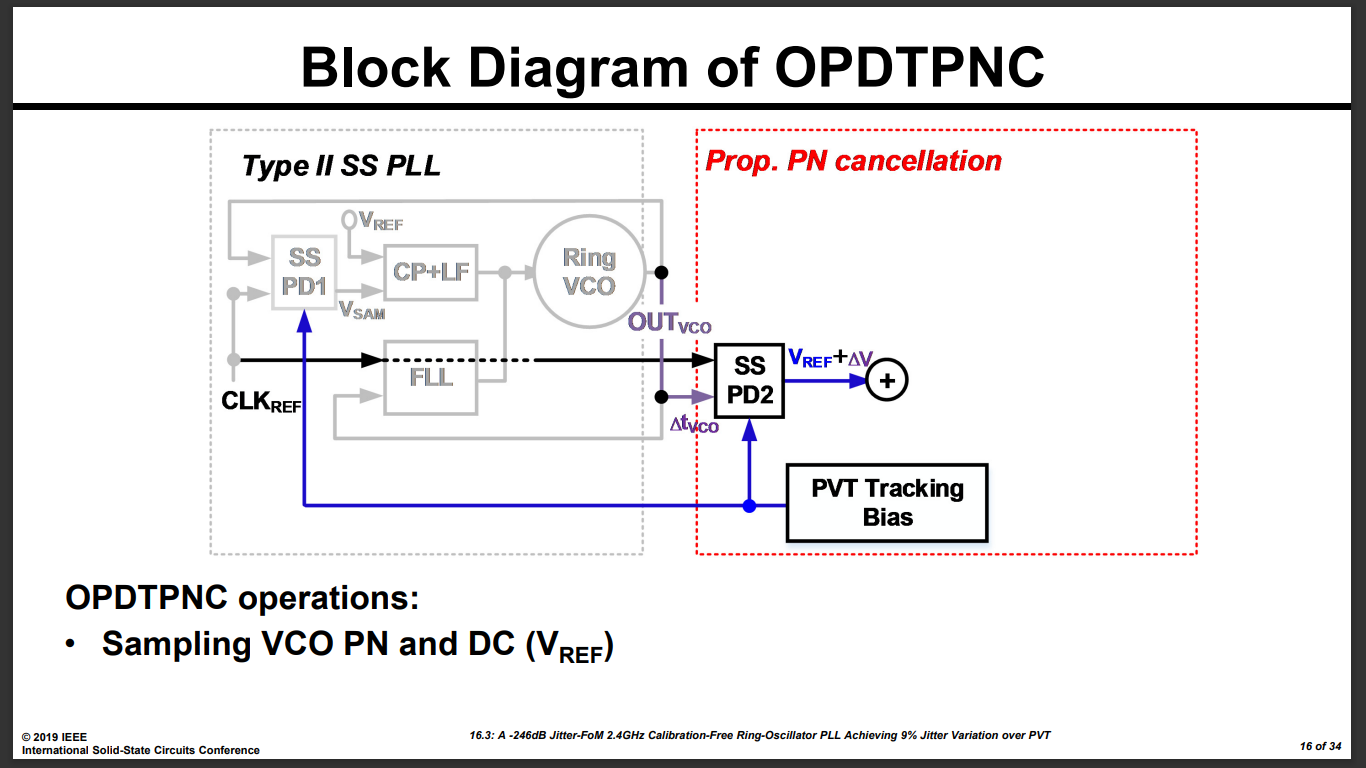 Block Diagram of OPDTPNC
Type II SS PLL
Prop. PN cancellation
VREF
SS
PD1
CP+LF
Ring
VCO
VSAM
OUTVCO
FLL
CLKREF
SS
PD2
VREF+ΔV
+
ΔtVCO
PVT Tracking
Bias
OPDTPNC operations:
• Sampling VCO PN and DC (VREF)
© 2019 IEEE
International Solid-State Circuits Conference
16.3: A -246dB Jitter-FoM 2.4GHz Calibration-Free Ring-Oscillator PLL Achieving 9% Jitter Variation over PVT
16 of 34